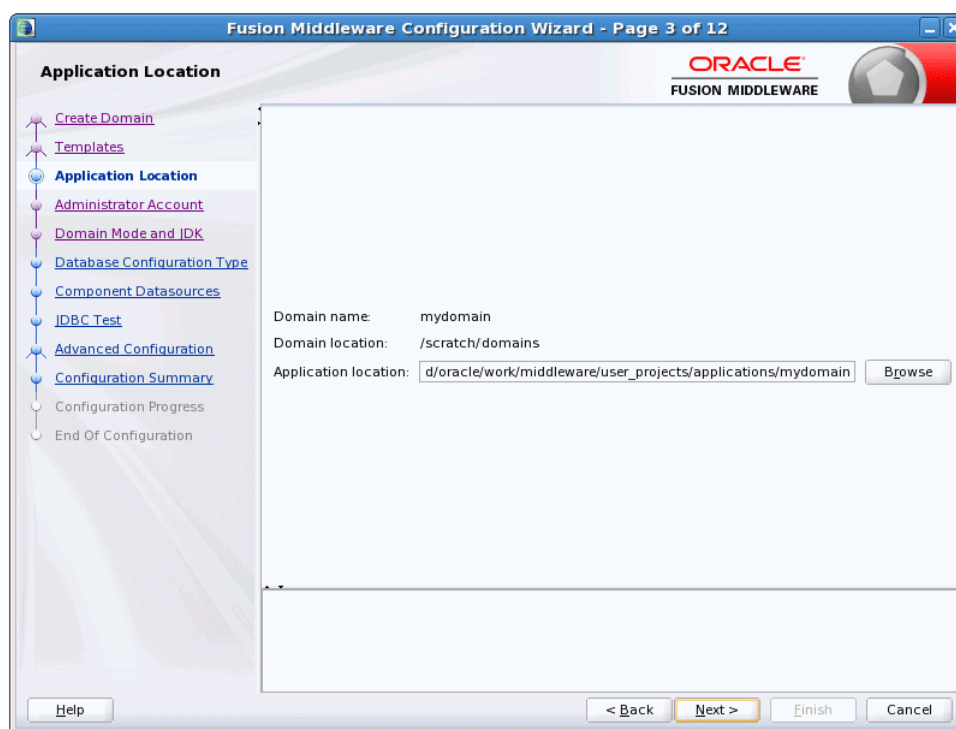 Fusion Middleware Configuration Wizard - Page 3 of 12
Application Location
ORACLE
FUSION MIDDLEWARE
Create Domain
Templates
Application Location
Administrator Account
Domain Mode and JDK
Database Configuration Type
Component Datasources
JDBC Test
Advanced Configuration
Configuration Summary
Configuration Progress
End Of Configuration
Domain name: mydomain
Domain location: /scratch/domains
Application location: d/oracle/work/middleware/user_projects/applications/mydomain Browse
Help < Back Next > Finish Cancel